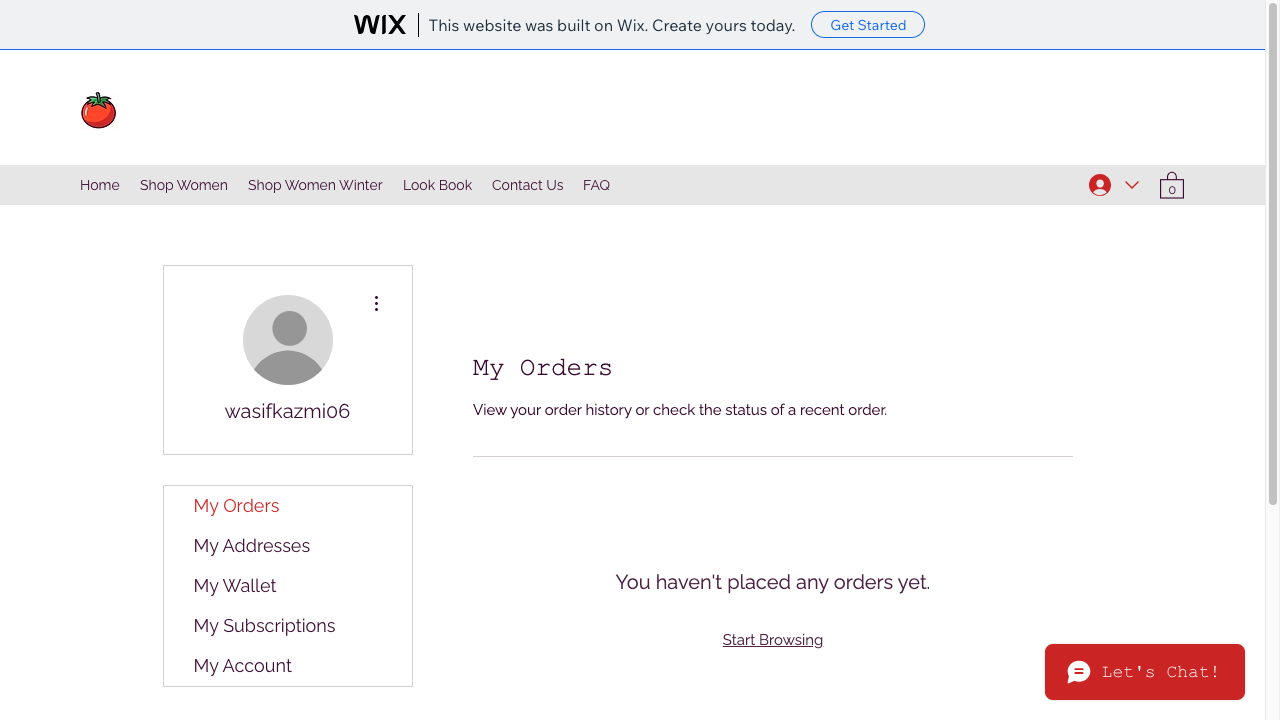 WIX This website was built on Wix. Create yours today. Get Started
Home Shop Women Shop Women Winter Look Book Contact Us FAQ 0
wasifkazmi06
My Orders
View your order history or check the status of a recent order.
My Orders
My Addresses
My Wallet
My Subscriptions
My Account
You haven't placed any orders yet.
Start Browsing
Let's Chat!